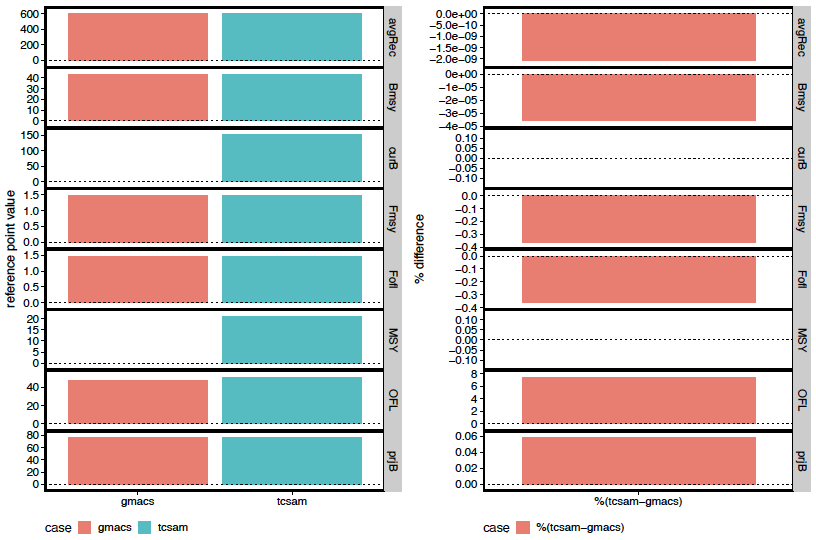 reference point value
600
400
200
0
avgRec
40
30
20
10
0
Bmsy
150
100
50
0
curB
1.5
1.0
0.5
0.0
Fmsy
1.5
1.0
0.5
0.0
Fofl
20
15
10
5
0
MSY
40
20
0
OFL
80
60
40
20
0
prjB
gmacs tcsam
case gmacs tcsam
% difference
0.0e+00
−5.0e−10
−1.0e−09
−1.5e−09
−2.0e−09
avgRec
0e+00
−1e−05
−2e−05
−3e−05
−4e−05
Bmsy
0.10
0.05
0.00
−0.05
−0.10
curB
0.0
−0.1
−0.2
−0.3
−0.4
Fmsy
0.0
−0.1
−0.2
−0.3
−0.4
Fofl
0.10
0.05
0.00
−0.05
−0.10
MSY
8
6
4
2
0
OFL
0.06
0.04
0.02
0.00
prjB
%(tcsam−gmacs)
case %(tcsam−gmacs)